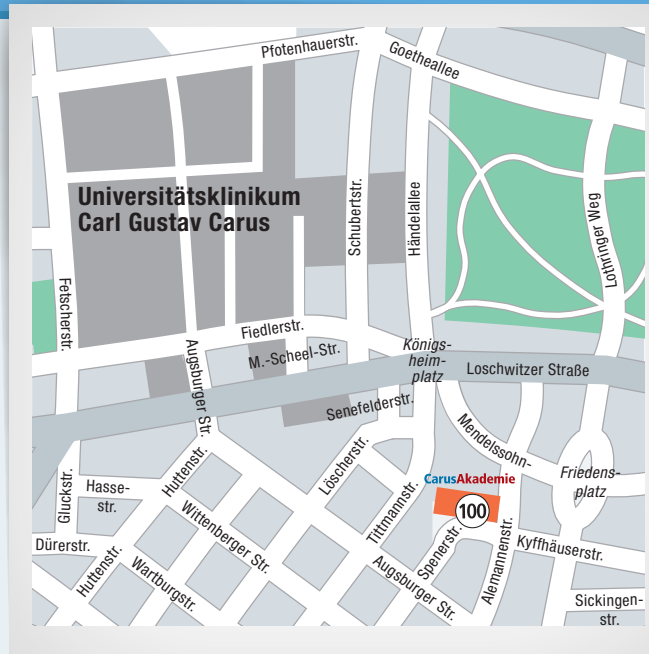 Pfotenhauerstr.
Goetheallee
Universitätsklinikum
Carl Gustav Carus
Schubertstr.
Händelallee
Lothringer Weg
Fetscherstr.
Fiedlerstr.
Augsburger Str.
M.-Scheel-Str.
Königs-
heim-
platz
Loschwitzer Straße
Senefelderstr.
Mendelssohn-
Löscherstr.
Huttenstr.
Gluckstr.
Hasse-
str.
CarusAkademie
100
Friedens-
platz
Wittenberger Str.
Tittmannstr.
Spenerstr.
Alemannenstr.
Kyffhäuserstr.
Dürerstr.
Huttenstr.
Wartburgstr.
Augsburger Str.
Sickingen-
str.